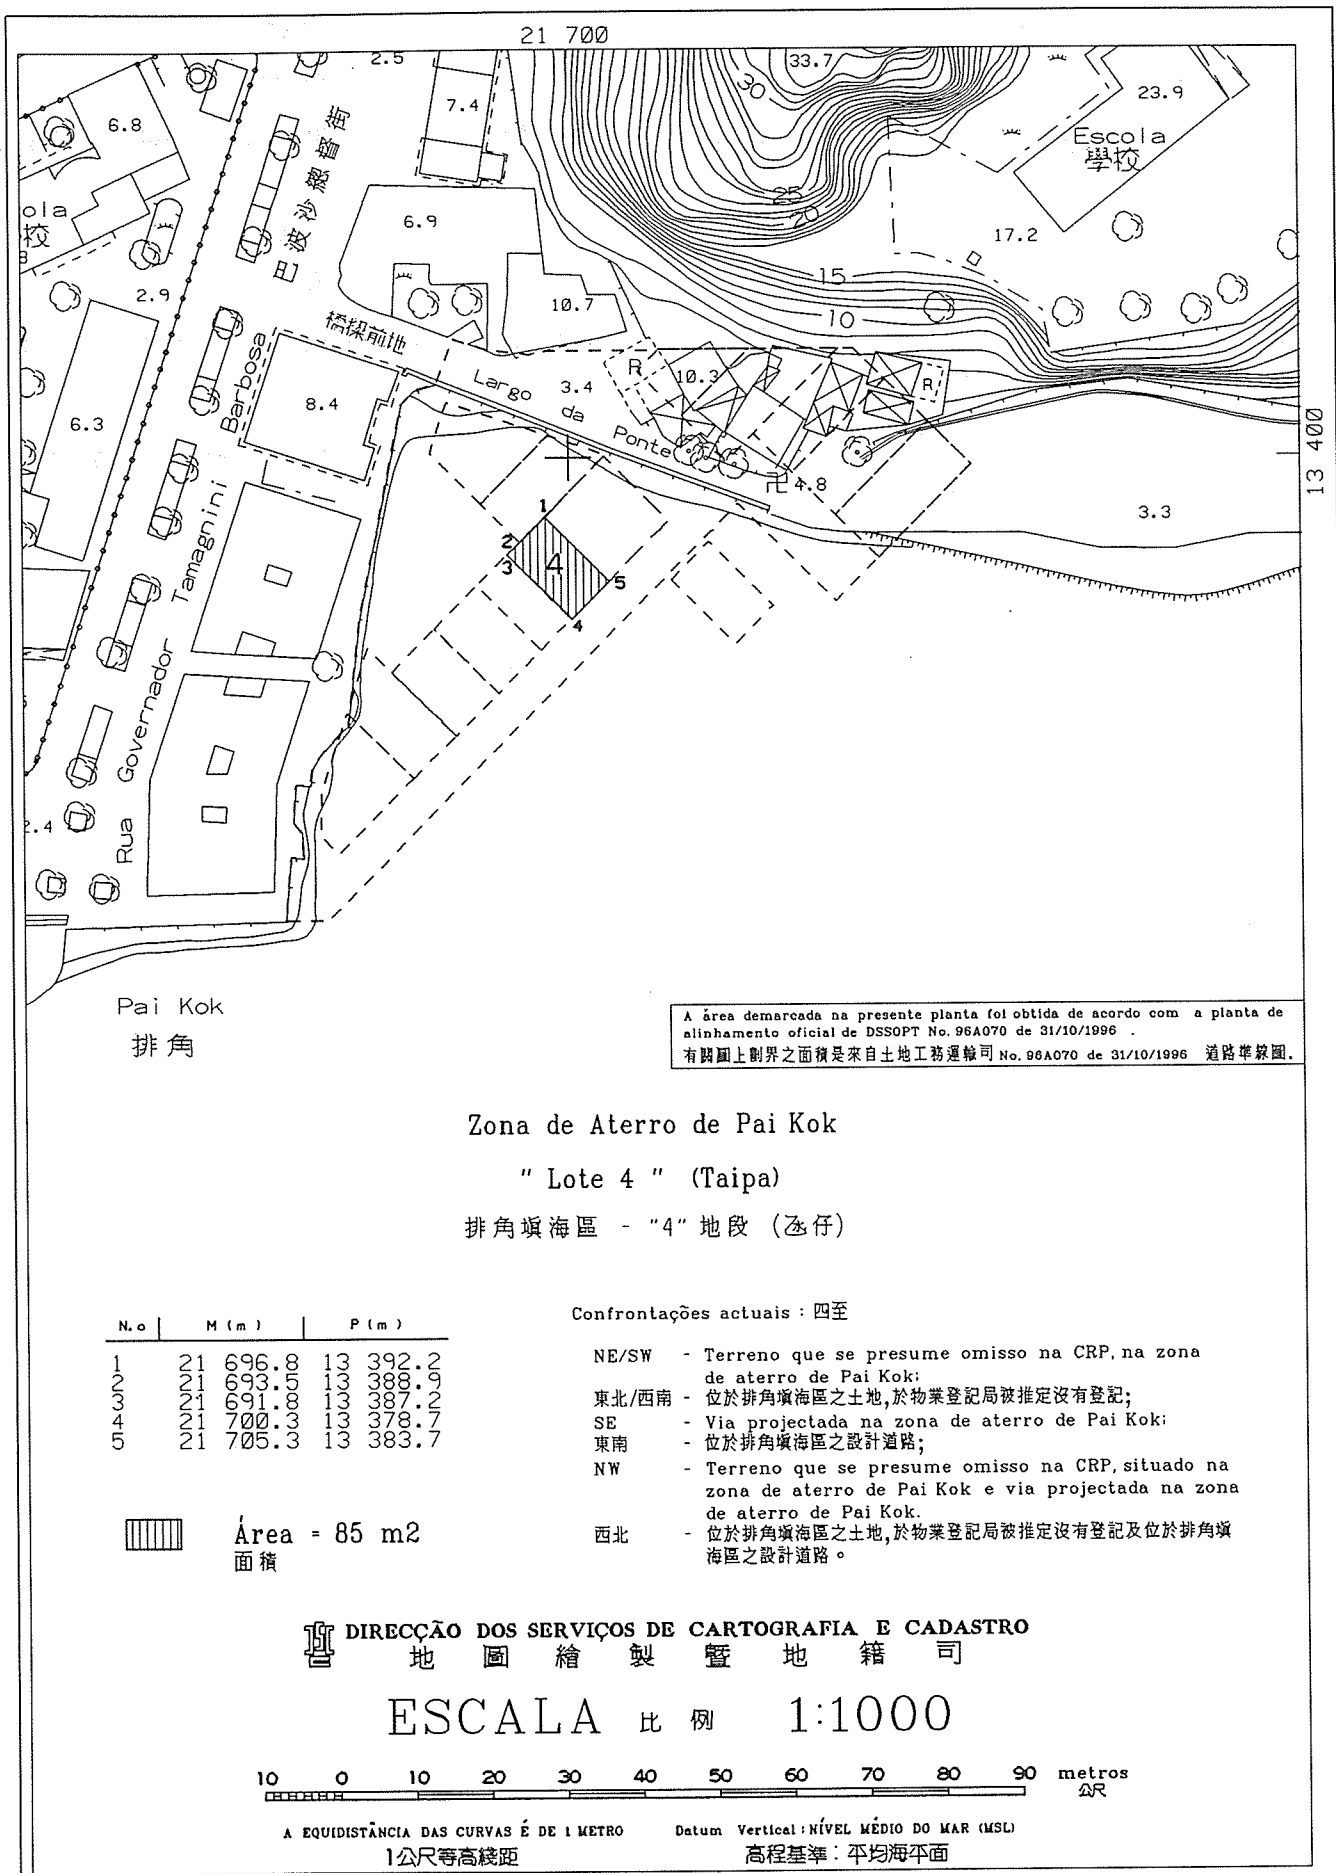 21 700
2.5
33.7
30
7.4
23.9
6.8
Escola
學校
巴波沙總督街
25
20
ola
校
6.9
17.2
2.9
15
10.7
10
橋樑前地
Barbosa
R
10.3
R
Largo da Ponte
3.4
8.4
6.3
13 400
4.8
3.3
1
2
3
4
5
4
Tamagnini
Governador
Rua
2.4
Pai Kok
排角
A área demarcada na presente planta foi obtida de acordo com a planta de
alinhamento oficial de DSSOPT No. 96A070 de 31/10/1996 .
有關圖上劃界之面積是來自土地工務運輸司 No. 96A070 de 31/10/1996 道路準線圖.
Zona de Aterro de Pai Kok
" Lote 4 " (Taipa)
排角塡海區 - "4" 地段 (氹仔)
N.o M (m) P (m)
1 21 696.8 13 392.2
2 21 693.5 13 388.9
3 21 691.8 13 387.2
4 21 700.3 13 378.7
5 21 705.3 13 383.7
Área = 85 m2
面積
Confrontações actuais : 四至
NE/SW - Terreno que se presume omisso na CRP, na zona
de aterro de Pai Kok;
東北/西南 - 位於排角塡海區之土地,於物業登記局被推定沒有登記;
SE - Via projectada na zona de aterro de Pai Kok;
東南 - 位於排角塡海區之設計道路;
NW - Terreno que se presume omisso na CRP, situado na
zona de aterro de Pai Kok e via projectada na zona
de aterro de Pai Kok.
西北 - 位於排角塡海區之土地,於物業登記局被推定沒有登記及位於排角塡
海區之設計道路。
DIRECÇÃO DOS SERVIÇOS DE CARTOGRAFIA E CADASTRO
地圖繪製暨地籍司
ESCALA 比例 1:1000
10 0 10 20 30 40 50 60 70 80 90 metros
公尺
A EQUIDISTÂNCIA DAS CURVAS É DE 1 METRO Datum Vertical : NÍVEL MÉDIO DO MAR (MSL)
1公尺等高綫距 高程基準：平均海平面